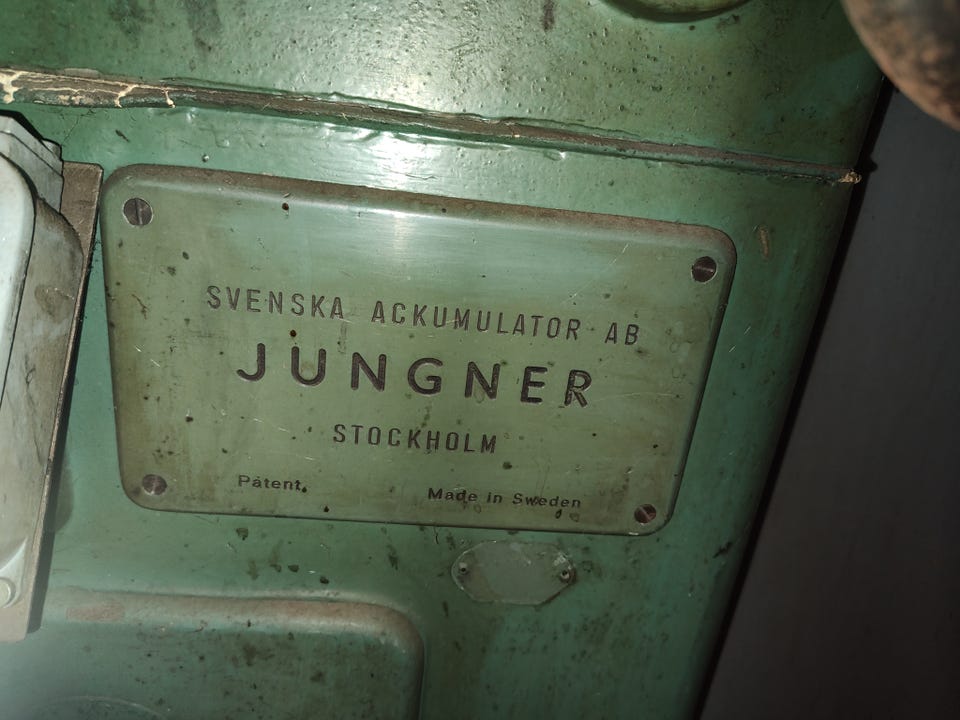 SVENSKA ACKUMULATOR AB
JUNGNER
STOCKHOLM
Patent. Made in Sweden